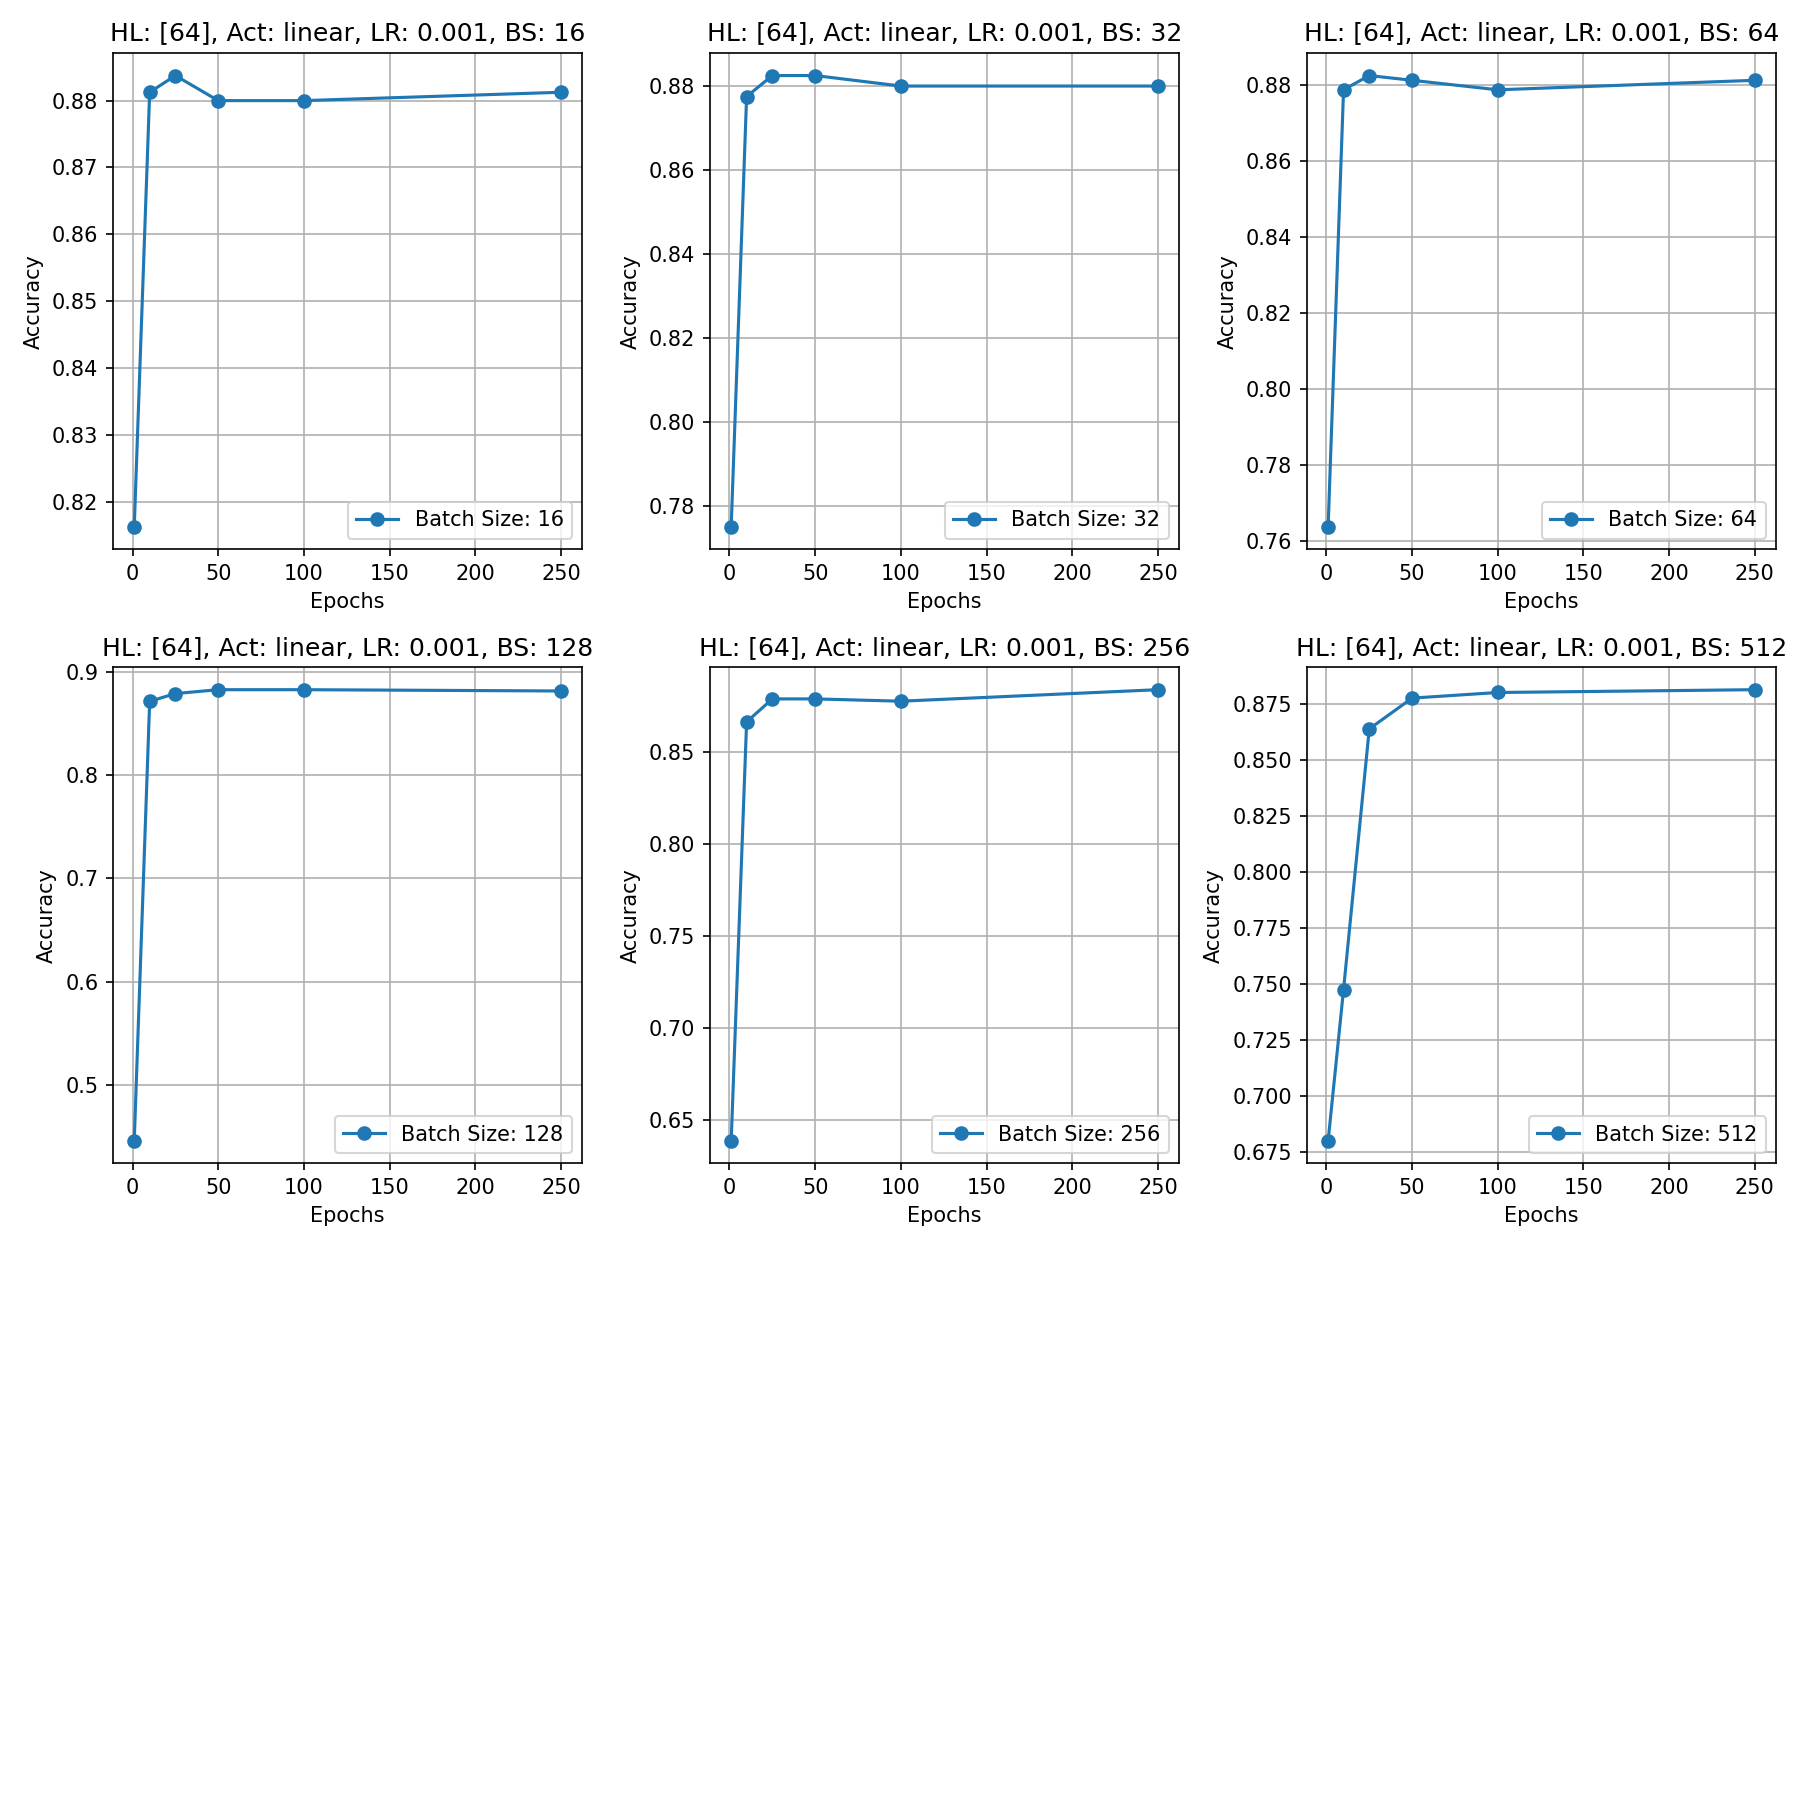 HL: [64], Act: linear, LR: 0.001, BS: 16
0.88
0.87
0.86
0.85
0.84
0.83
0.82
Accuracy
Batch Size: 16
0 50 100 150 200 250
Epochs
HL: [64], Act: linear, LR: 0.001, BS: 32
0.88
0.86
0.84
0.82
0.80
0.78
Accuracy
Batch Size: 32
0 50 100 150 200 250
Epochs
HL: [64], Act: linear, LR: 0.001, BS: 64
0.88
0.86
0.84
0.82
0.80
0.78
0.76
Accuracy
Batch Size: 64
0 50 100 150 200 250
Epochs
HL: [64], Act: linear, LR: 0.001, BS: 128
0.9
0.8
0.7
0.6
0.5
Accuracy
Batch Size: 128
0 50 100 150 200 250
Epochs
HL: [64], Act: linear, LR: 0.001, BS: 256
0.85
0.80
0.75
0.70
0.65
Accuracy
Batch Size: 256
0 50 100 150 200 250
Epochs
HL: [64], Act: linear, LR: 0.001, BS: 512
0.875
0.850
0.825
0.800
0.775
0.750
0.725
0.700
0.675
Accuracy
Batch Size: 512
0 50 100 150 200 250
Epochs